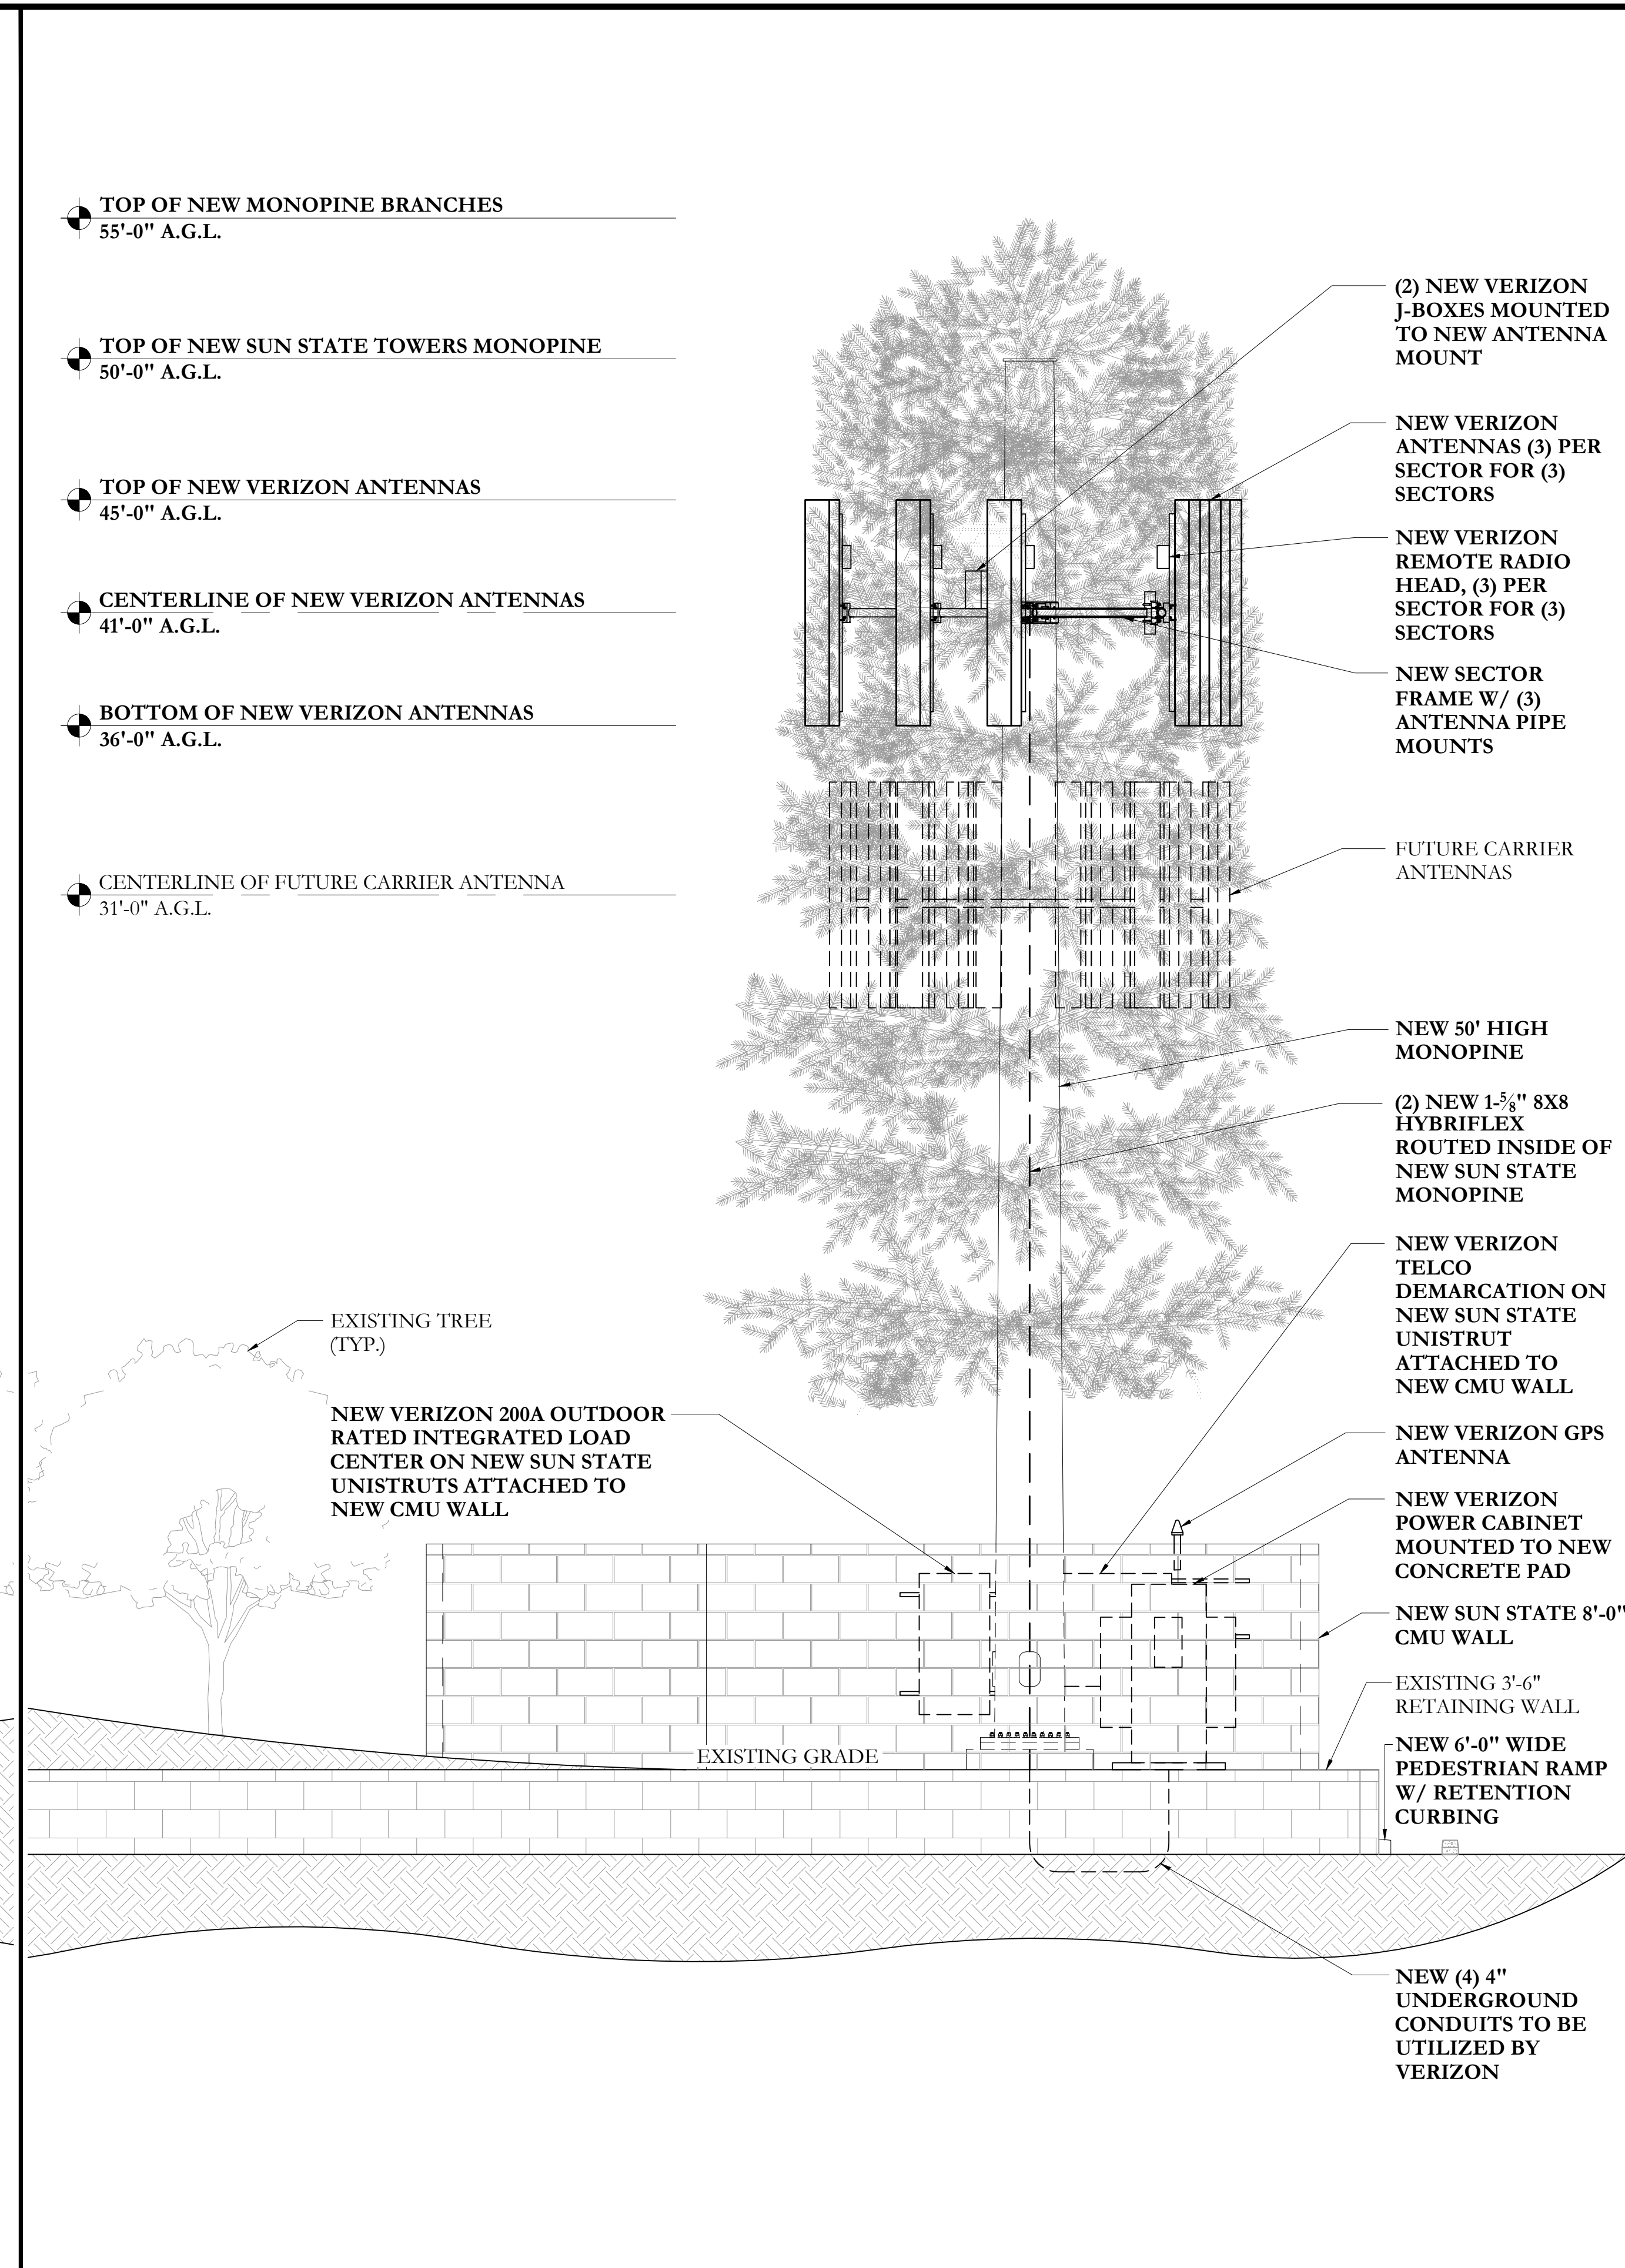 TOP OF NEW MONOPINE BRANCHES
55'-0" A.G.L.
TOP OF NEW SUN STATE TOWERS MONOPINE
50'-0" A.G.L.
TOP OF NEW VERIZON ANTENNAS
45'-0" A.G.L.
CENTERLINE OF NEW VERIZON ANTENNAS
41'-0" A.G.L.
BOTTOM OF NEW VERIZON ANTENNAS
36'-0" A.G.L.
CENTERLINE OF FUTURE CARRIER ANTENNA
31'-0" A.G.L.
EXISTING TREE
(TYP.)
NEW VERIZON 200A OUTDOOR
RATED INTEGRATED LOAD
CENTER ON NEW SUN STATE
UNISTRUTS ATTACHED TO
NEW CMU WALL
EXISTING GRADE
(2) NEW VERIZON
J-BOXES MOUNTED
TO NEW ANTENNA
MOUNT
NEW VERIZON
ANTENNAS (3) PER
SECTOR FOR (3)
SECTORS
NEW VERIZON
REMOTE RADIO
HEAD, (3) PER
SECTOR FOR (3)
SECTORS
NEW SECTOR
FRAME W/ (3)
ANTENNA PIPE
MOUNTS
FUTURE CARRIER
ANTENNAS
NEW 50' HIGH
MONOPINE
(2) NEW 1-⅝" 8X8
HYBRIFLEX
ROUTED INSIDE OF
NEW SUN STATE
MONOPINE
NEW VERIZON
TELCO
DEMARCATION ON
NEW SUN STATE
UNISTRUT
ATTACHED TO
NEW CMU WALL
NEW VERIZON GPS
ANTENNA
NEW VERIZON
POWER CABINET
MOUNTED TO NEW
CONCRETE PAD
NEW SUN STATE 8'-0"
CMU WALL
EXISTING 3'-6"
RETAINING WALL
NEW 6'-0" WIDE
PEDESTRIAN RAMP
W/ RETENTION
CURBING
NEW (4) 4"
UNDERGROUND
CONDUITS TO BE
UTILIZED BY
VERIZON